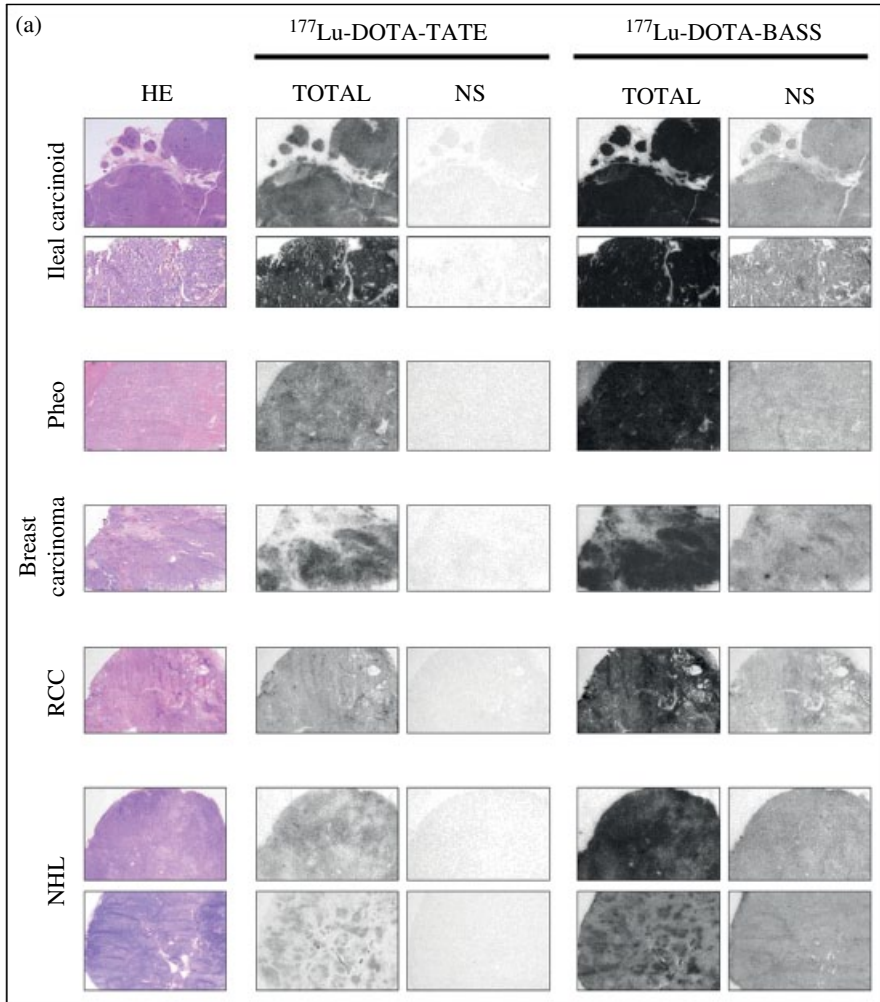 (a)
¹⁷⁷Lu-DOTA-TATE ¹⁷⁷Lu-DOTA-BASS
HE TOTAL NS TOTAL NS
Ileal carcinoid
Pheo
Breast
carcinoma
RCC
NHL